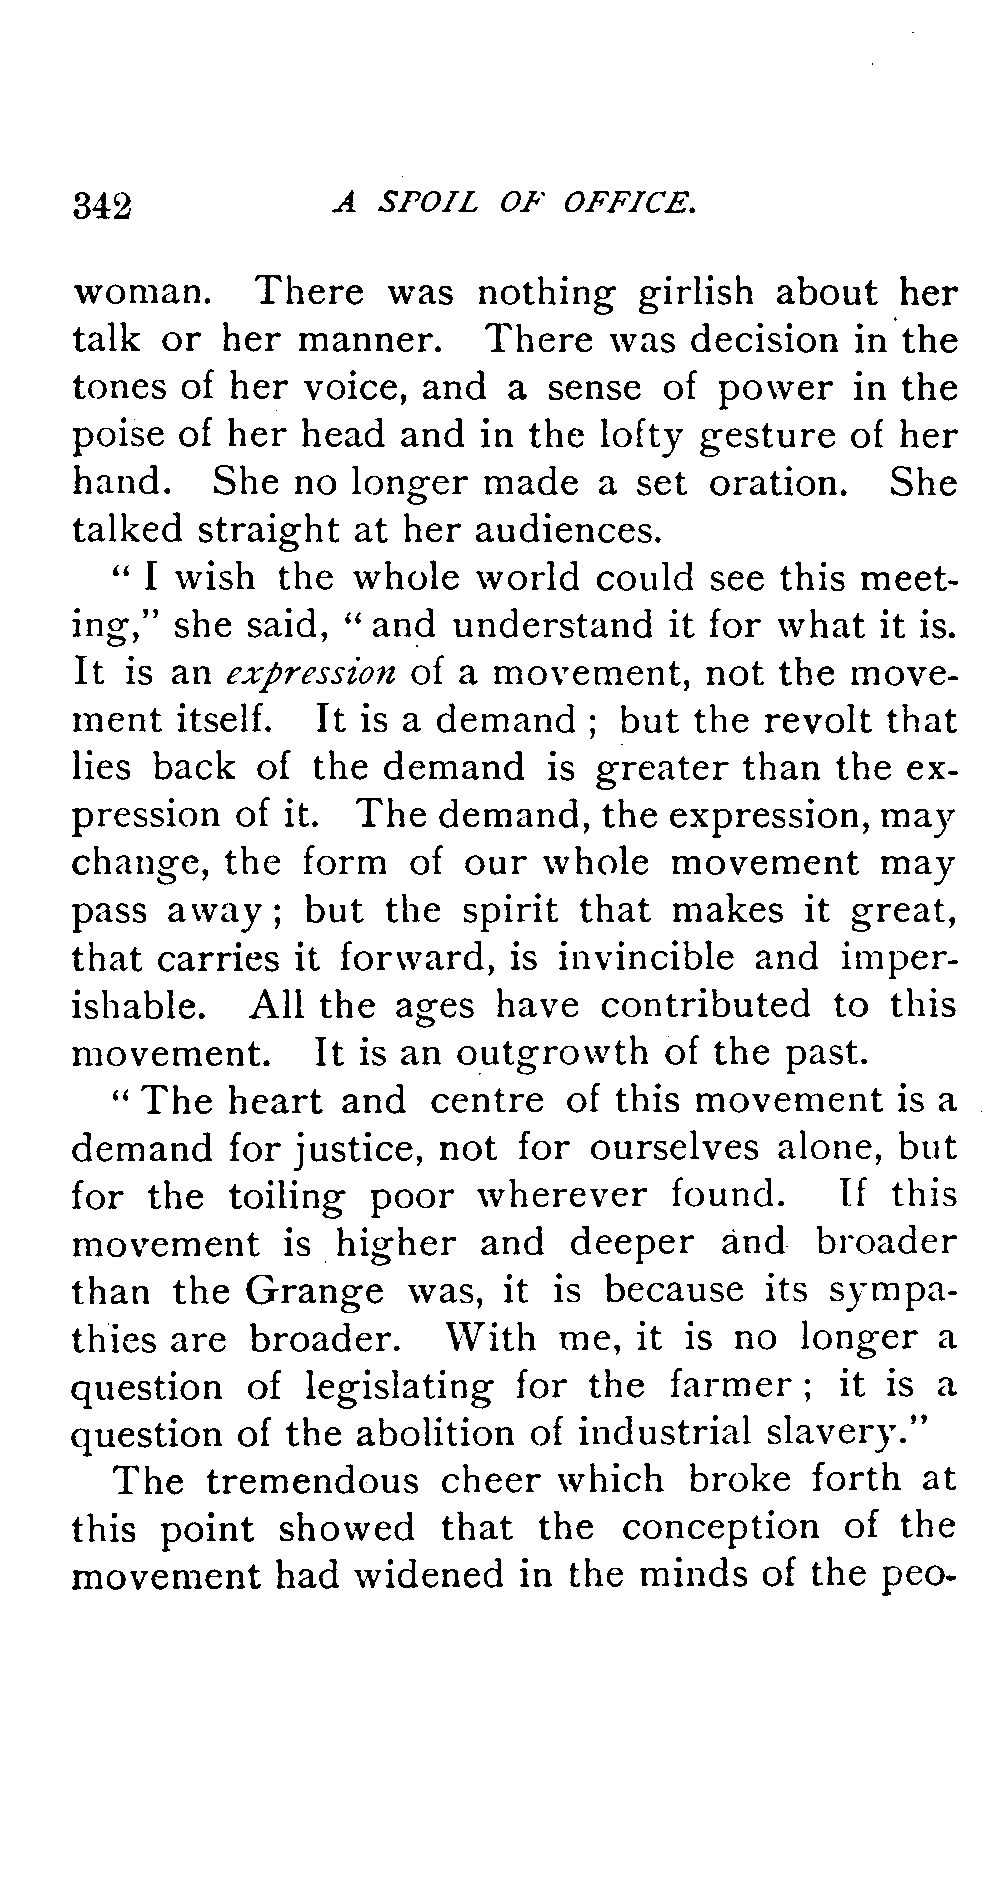 342 A SPOIL OF OFFICE.
woman. There was nothing girlish about her
talk or her manner. There was decision in the
tones of her voice, and a sense of power in the
poise of her head and in the lofty gesture of her
hand. She no longer made a set oration. She
talked straight at her audiences.
“ I wish the whole world could see this meet-
ing,” she said, “ and understand it for what it is.
It is an expression of a movement, not the move-
ment itself. It is a demand ; but the revolt that
lies back of the demand is greater than the ex-
pression of it. The demand, the expression, may
change, the form of our whole movement may
pass away ; but the spirit that makes it great,
that carries it forward, is invincible and imper-
ishable. All the ages have contributed to this
movement. It is an outgrowth of the past.
“ The heart and centre of this movement is a
demand for justice, not for ourselves alone, but
for the toiling poor wherever found. If this
movement is higher and deeper and broader
than the Grange was, it is because its sympa-
thies are broader. With me, it is no longer a
question of legislating for the farmer ; it is a
question of the abolition of industrial slavery.”
The tremendous cheer which broke forth at
this point showed that the conception of the
movement had widened in the minds of the peo-